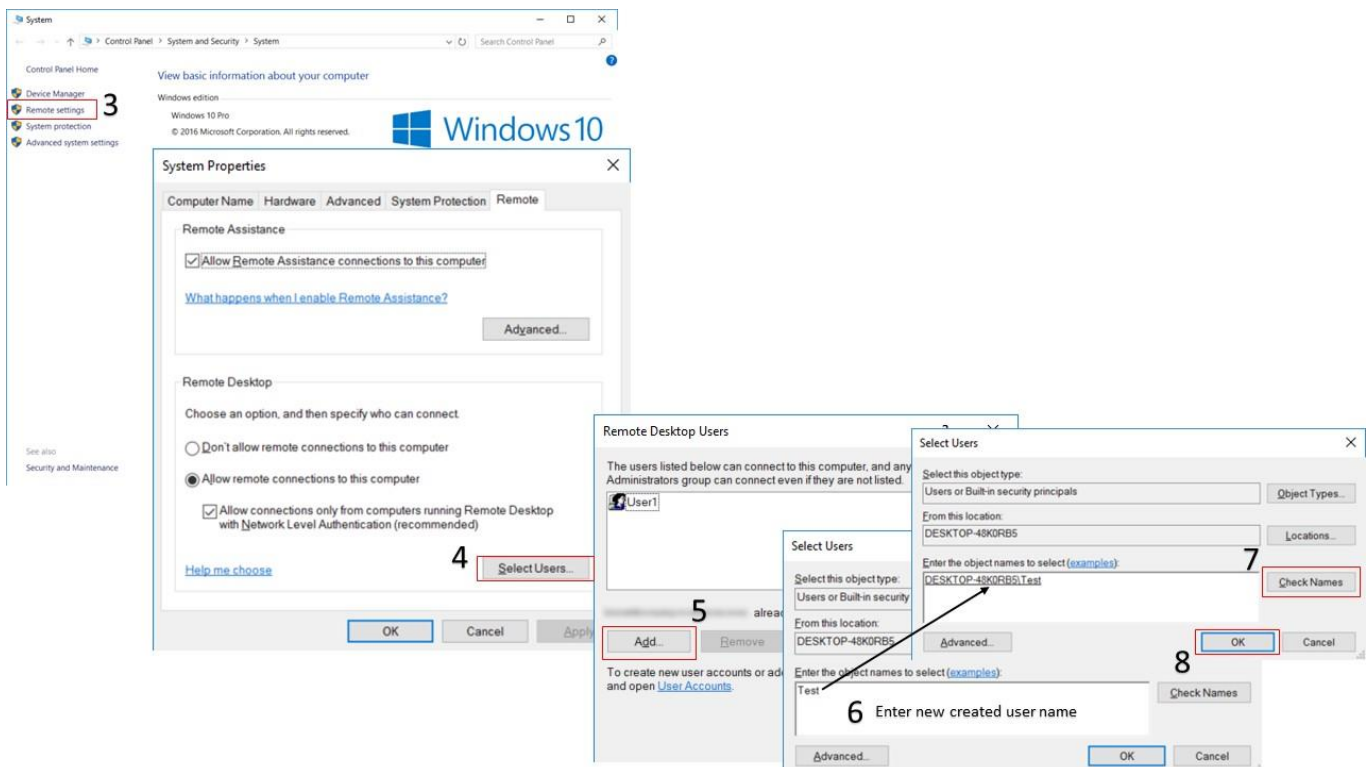 System
Control Panel > System and Security > System
Search Control Panel
Control Panel Home
Device Manager
Remote settings
3
System protection
Advanced system settings
View basic information about your computer
Windows edition
Windows 10 Pro
© 2016 Microsoft Corporation. All rights reserved.
Windows 10
See also
Security and Maintenance
System Properties
Computer Name Hardware Advanced System Protection Remote
Remote Assistance
Allow Remote Assistance connections to this computer
What happens when I enable Remote Assistance?
Advanced...
Remote Desktop
Choose an option, and then specify who can connect.
Don't allow remote connections to this computer
Allow remote connections to this computer
Allow connections only from computers running Remote Desktop
with Network Level Authentication (recommended)
Help me choose
4
Select Users...
OK Cancel Apply
Remote Desktop Users
The users listed below can connect to this computer, and any
Administrators group can connect even if they are not listed.
User1
5
Add... Remove
To create new user accounts or add
and open User Accounts.
Select Users
Select this object type:
Users or Built-in security
From this location:
DESKTOP-48K0RB5
Enter the object names to select (examples):
Test
6 Enter new created user name
Check Names
Advanced... OK Cancel
Select Users
Select this object type:
Users or Built-in security principals
Object Types...
From this location:
DESKTOP-48K0RB5
Locations...
7
Enter the object names to select (examples):
DESKTOP-48K0RB5\Test
Check Names
Advanced... OK Cancel
8